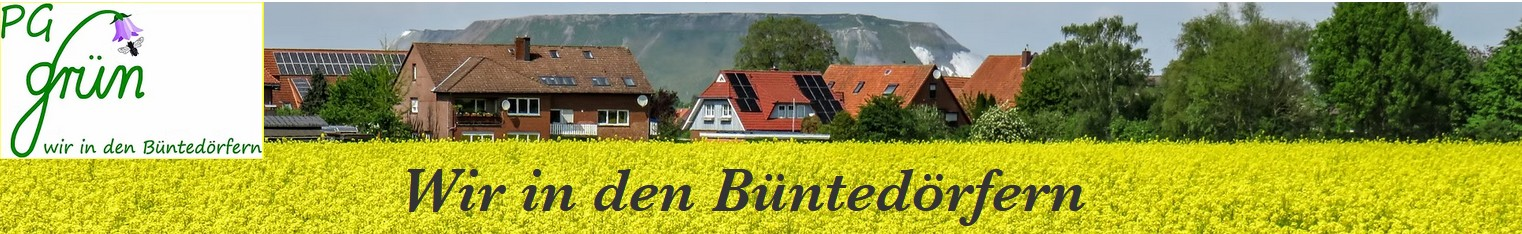 PG
grün
wir in den Büntedörfern
Wir in den Büntedörfern